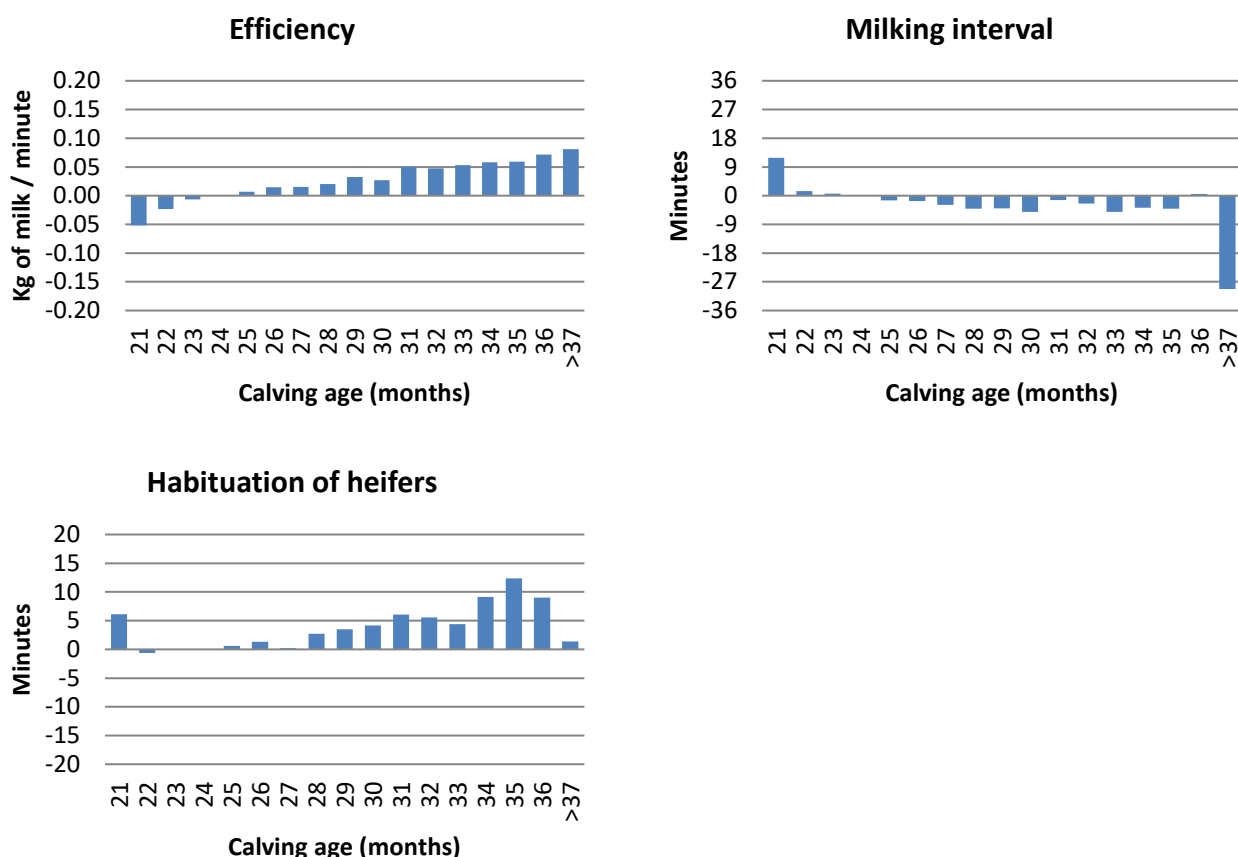 Efficiency
Kg of milk / minute
0.20
0.15
0.10
0.05
0.00
-0.05
-0.10
-0.15
-0.20
21 22 23 24 25 26 27 28 29 30 31 32 33 34 35 36 >37
Calving age (months)
Milking interval
Minutes
36
27
18
9
0
-9
-18
-27
-36
21 22 23 24 25 26 27 28 29 30 31 32 33 34 35 36 >37
Calving age (months)
Habituation of heifers
Minutes
20
15
10
5
0
-5
-10
-15
-20
21 22 23 24 25 26 27 28 29 30 31 32 33 34 35 36 >37
Calving age (months)